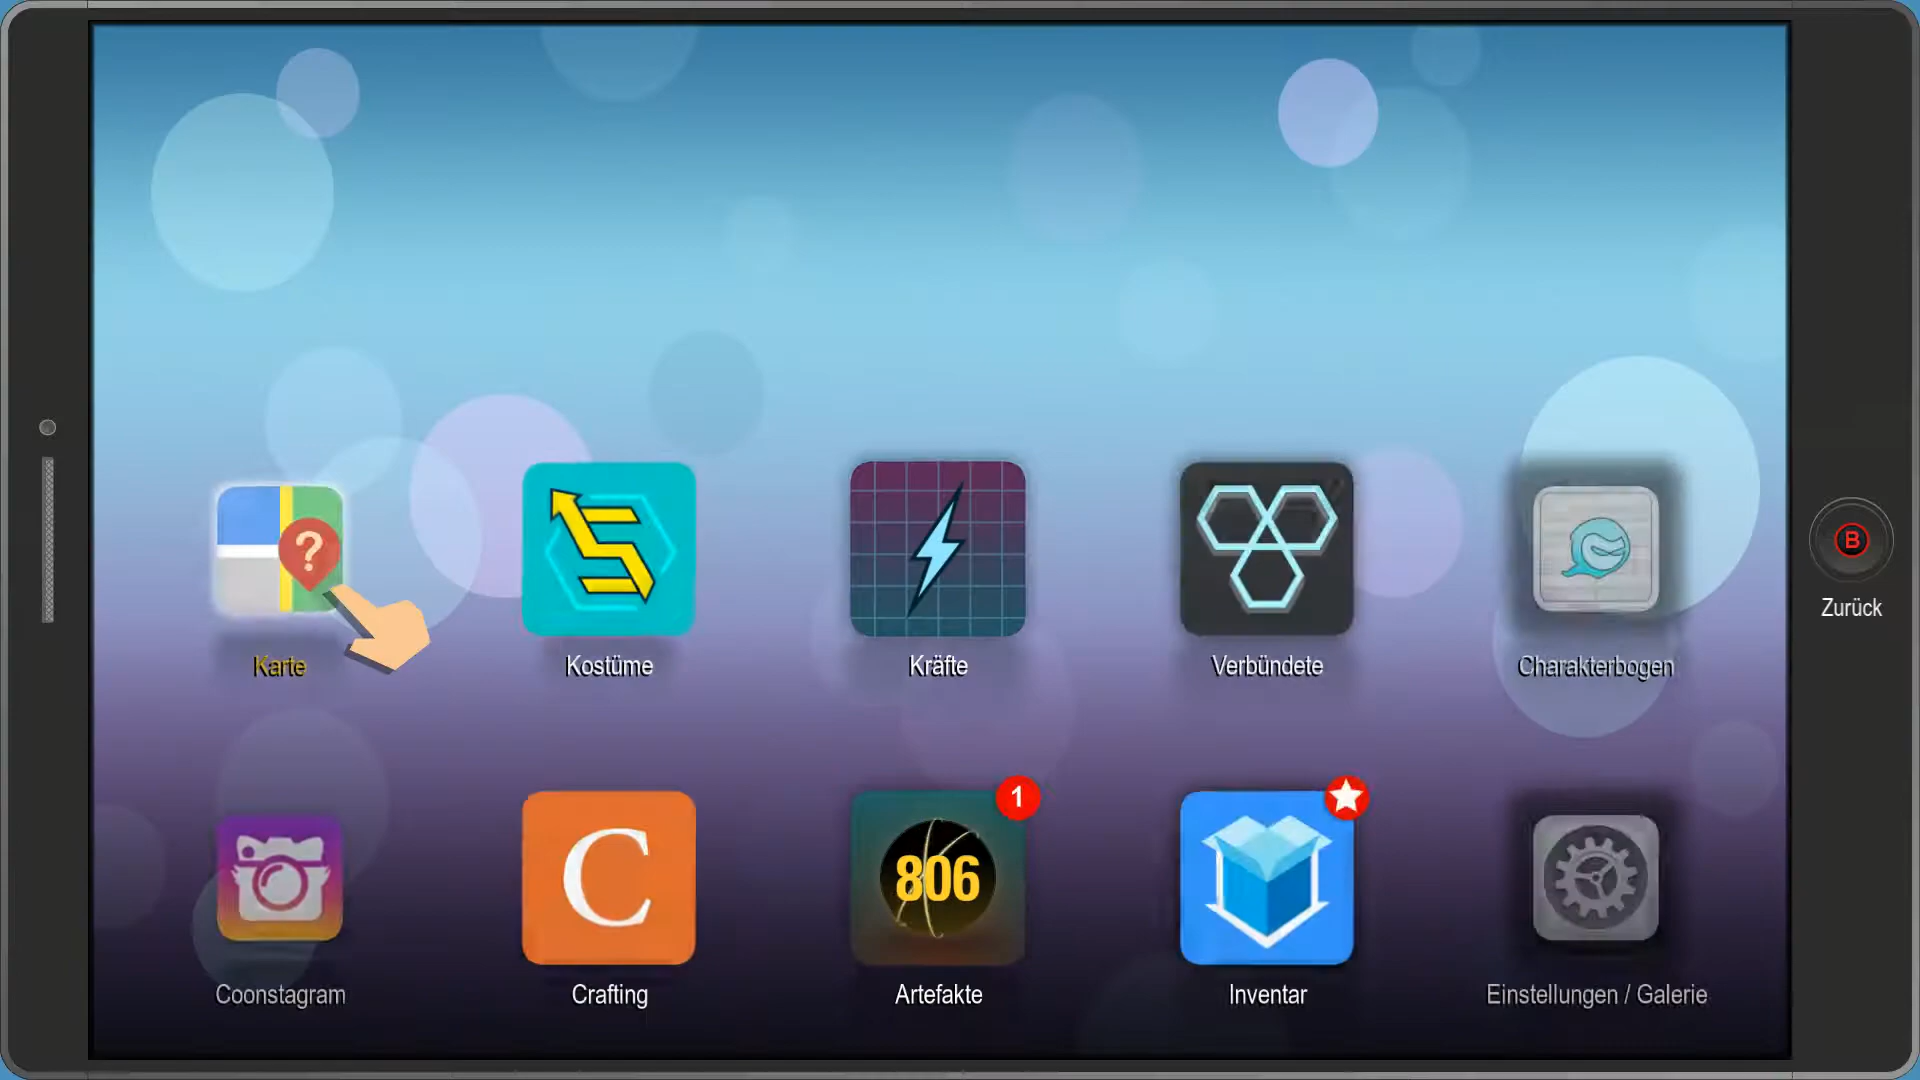 ?
Karte
Kostüme
Kräfte
Verbündete
Charakterbogen
B
Zurück
1
C
806
Coonstagram
Crafting
Artefakte
Inventar
Einstellungen / Galerie